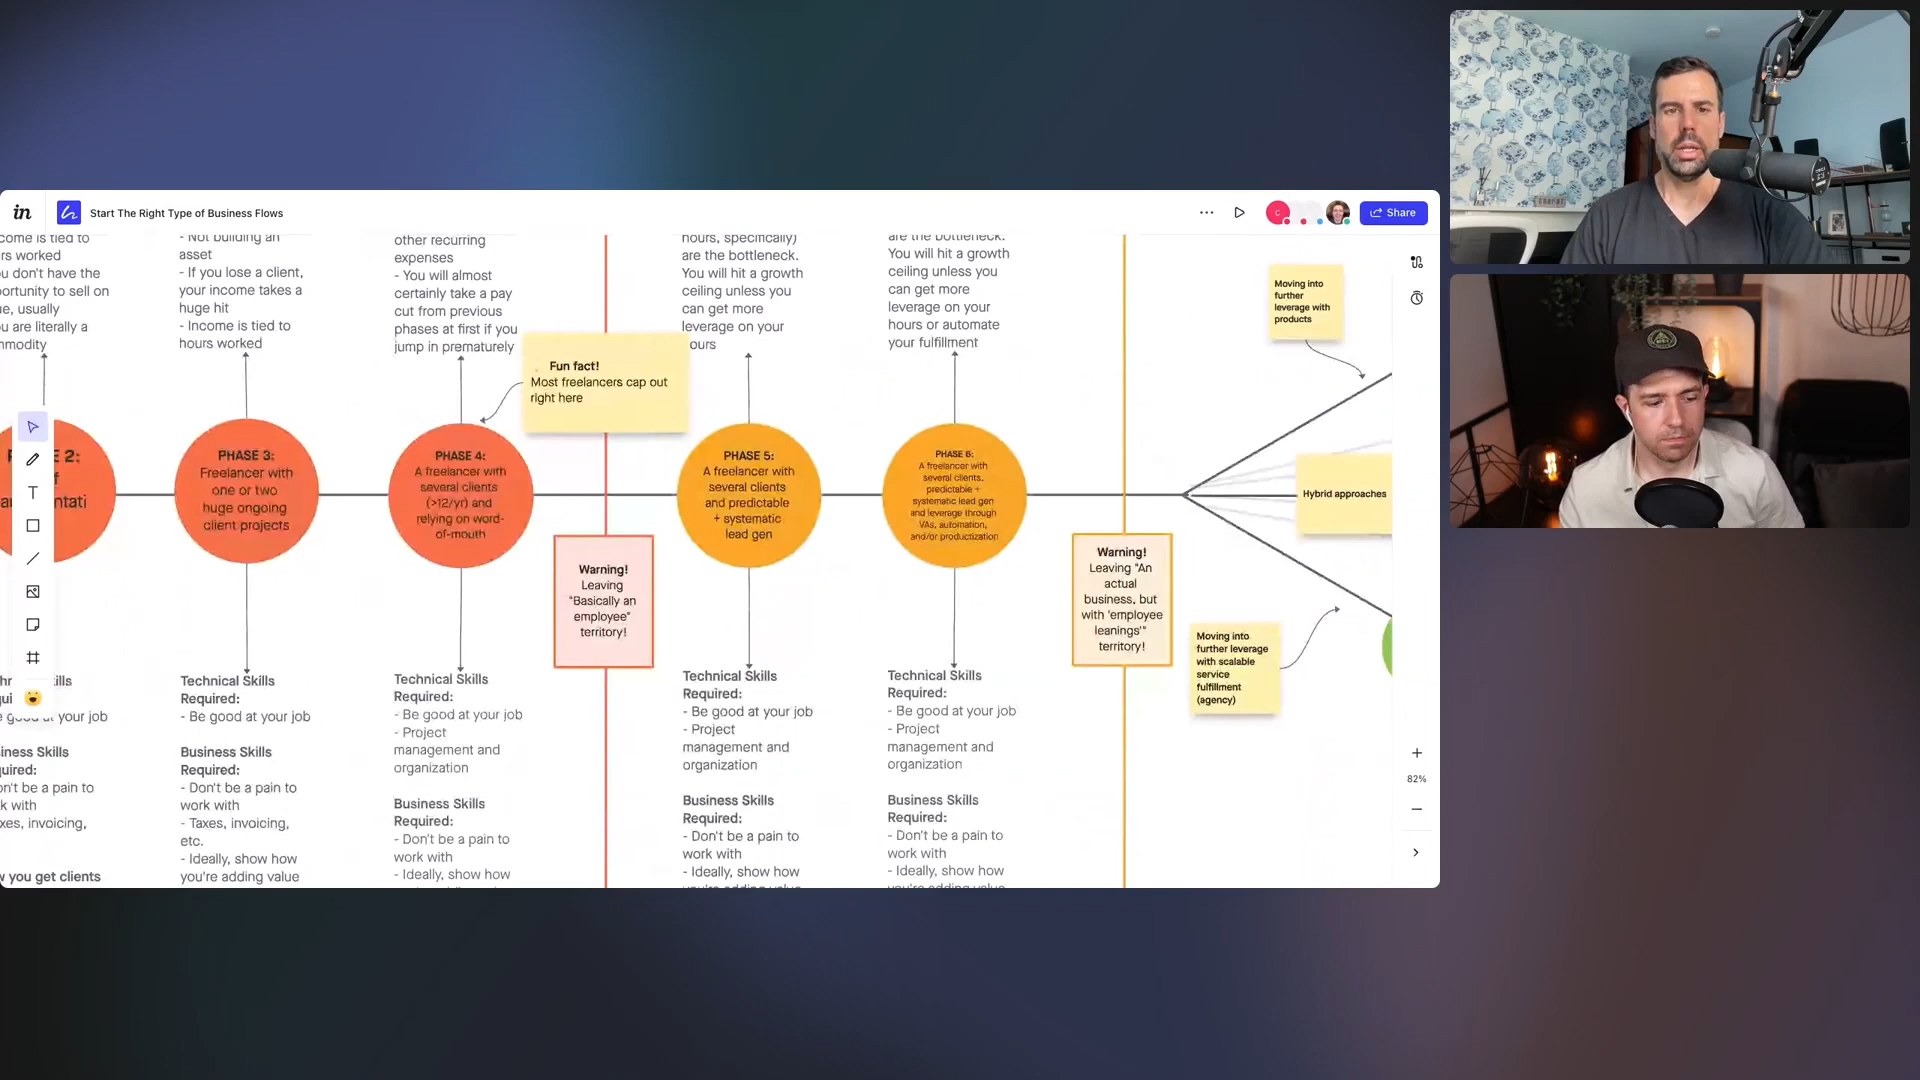 in
Start The Right Type of Business Flows
C
Share
come is tied to
rs worked
u don't have the
portunity to sell on
ue, usually
u are literally a
mmodity
- Not building an
asset
- If you lose a client,
your income takes a
huge hit
- Income is tied to
hours worked
other recurring
expenses
- You will almost
certainly take a pay
cut from previous
phases at first if you
jump in prematurely
hours, specifically)
are the bottleneck.
You will hit a growth
ceiling unless you
can get more
leverage on your
ours
are the bottleneck.
You will hit a growth
ceiling unless you
can get more
leverage on your
hours or automate
your fulfillment
Fun fact!
Most freelancers cap out
right here
Moving into
further
leverage with
products
E 2:
f
ntati
PHASE 3:
Freelancer with
one or two
huge ongoing
client projects
PHASE 4:
A freelancer with
several clients
(>12/yr) and
relying on word-
of-mouth
PHASE 5:
A freelancer with
several clients
and predictable
+ systematic
lead gen
PHASE 6:
A freelancer with
several clients,
predictable +
systematic lead gen
and leverage through
VAs, automation,
and/or productization
Hybrid approaches
Warning!
Leaving
"Basically an
employee"
territory!
Warning!
Leaving "An
actual
business, but
with 'employee
leanings'"
territory!
Moving into
further leverage
with scalable
service
fulfillment
(agency)
T
ills
at your job
iness Skills
quired:
on't be a pain to
k with
xes, invoicing,
w you get clients
Technical Skills
Required:
- Be good at your job
Business Skills
Required:
- Don't be a pain to
work with
- Taxes, invoicing,
etc.
- Ideally, show how
you're adding value
Technical Skills
Required:
- Be good at your job
- Project
management and
organization
Business Skills
Required:
- Don't be a pain to
work with
- Ideally, show how
Technical Skills
Required:
- Be good at your job
- Project
management and
organization
Business Skills
Required:
- Don't be a pain to
work with
- Ideally, show how
you're adding value
Technical Skills
Required:
- Be good at your job
- Project
management and
organization
Business Skills
Required:
- Don't be a pain to
work with
- Ideally, show how
you're adding value
82%